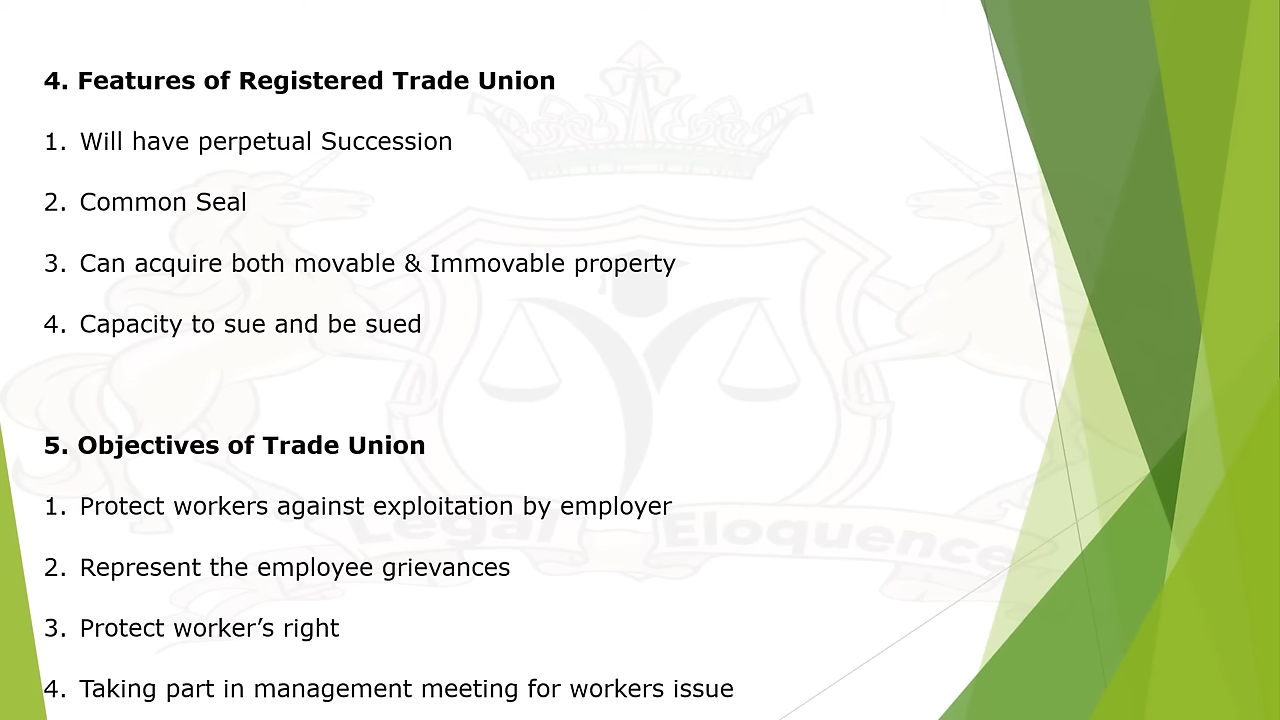 4. Features of Registered Trade Union
1. Will have perpetual Succession
2. Common Seal
3. Can acquire both movable & Immovable property
4. Capacity to sue and be sued
5. Objectives of Trade Union
1. Protect workers against exploitation by employer
Legal Eloquence
2. Represent the employee grievances
3. Protect worker’s right
4. Taking part in management meeting for workers issue